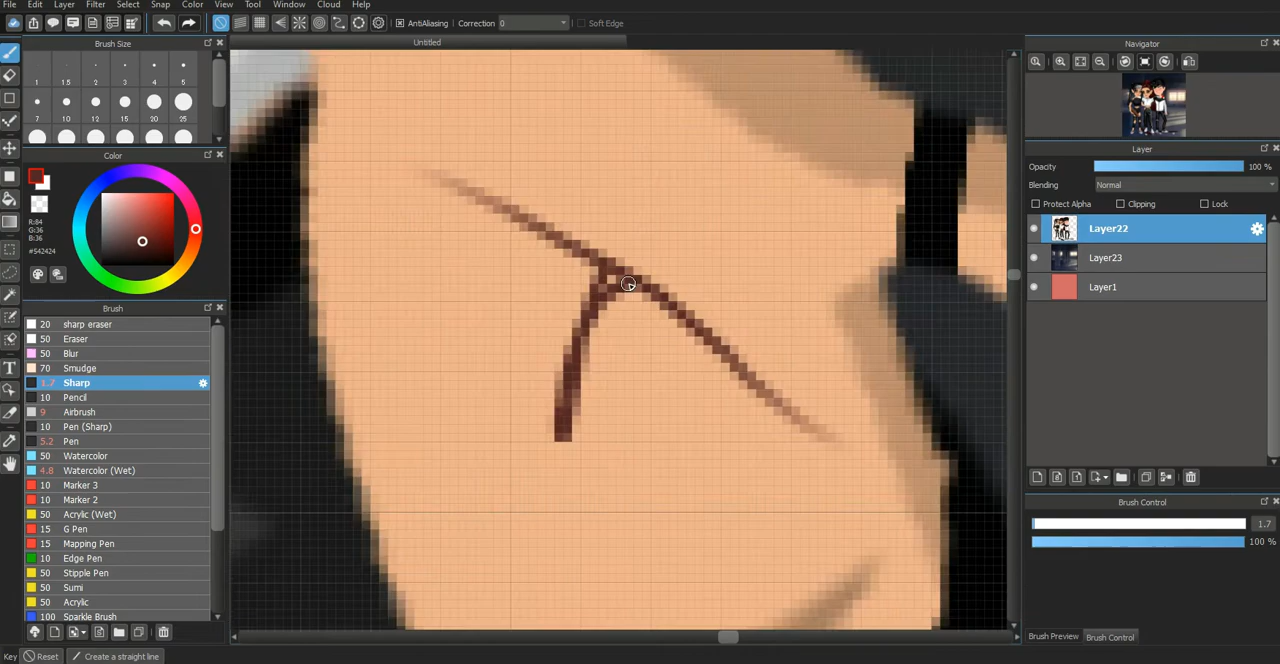 File Edit Layer Filter Select Snap Color View Tool Window Cloud Help
AntiAliasing Correction 0 Soft Edge
Untitled
Brush Size
1 1.5 2 3 4 5
7 10 12 15 20 25
Color
R:84
G:36
B:36
#542424
Brush
20 sharp eraser
50 Eraser
50 Blur
70 Smudge
1.7 Sharp
10 Pencil
9 Airbrush
10 Pen (Sharp)
5.2 Pen
50 Watercolor
4.8 Watercolor (Wet)
10 Marker 3
10 Marker 2
50 Acrylic (Wet)
15 G Pen
15 Mapping Pen
10 Edge Pen
50 Stipple Pen
50 Sumi
50 Acrylic
100 Sparkle Brush
Key Reset Create a straight line
Navigator
Layer
Opacity 100 %
Blending Normal
Protect Alpha Clipping Lock
Layer22
Layer23
Layer1
Brush Control
1.7
100 %
Brush Preview Brush Control